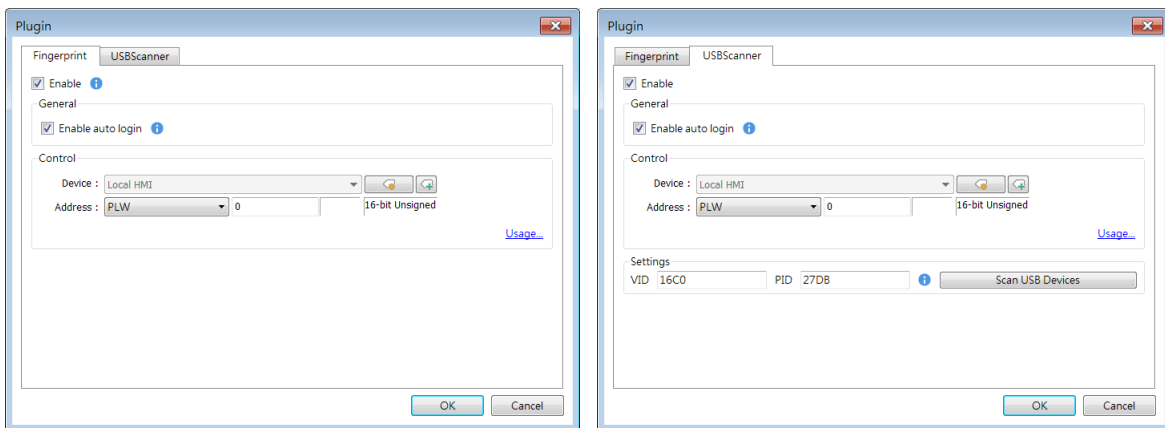 Plugin
Fingerprint USBScanner
Enable
General
Enable auto login
Control
Device : Local HMI
Address : PLW 0 16-bit Unsigned
Usage...
OK Cancel
Plugin
Fingerprint USBScanner
Enable
General
Enable auto login
Control
Device : Local HMI
Address : PLW 0 16-bit Unsigned
Usage...
Settings
VID 16C0 PID 27DB Scan USB Devices
OK Cancel